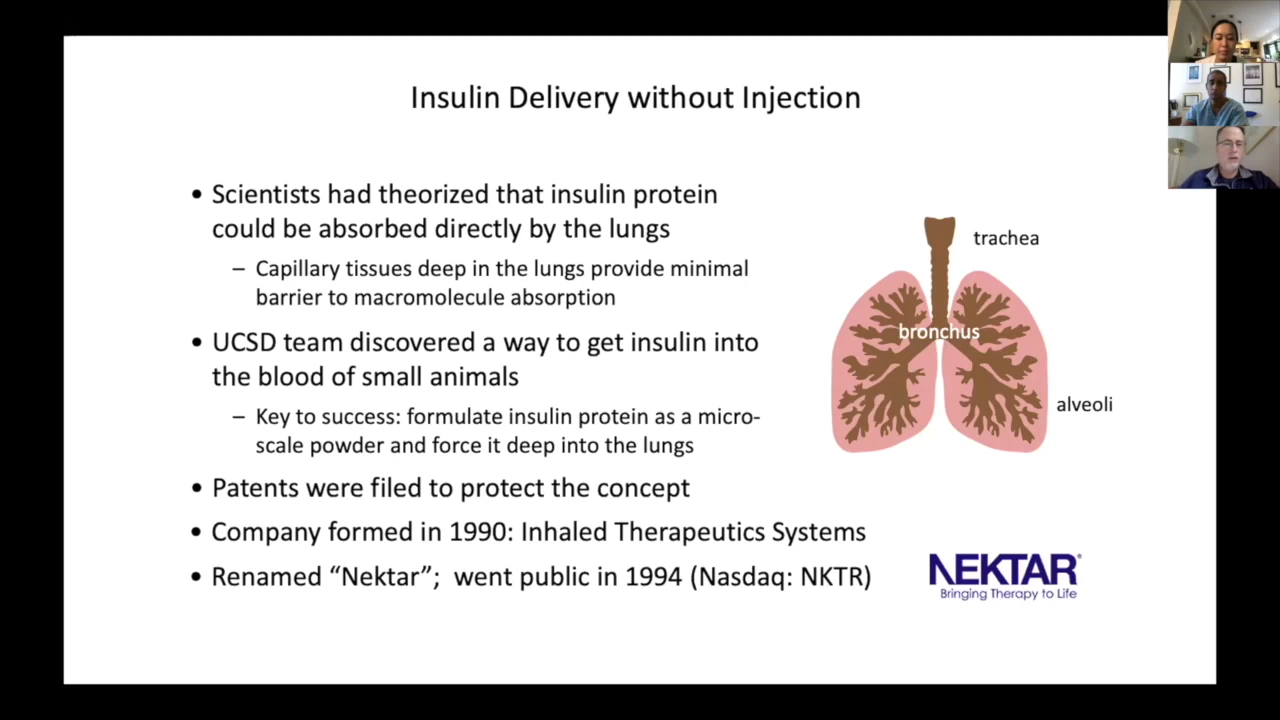 Insulin Delivery without Injection
• Scientists had theorized that insulin protein
could be absorbed directly by the lungs
– Capillary tissues deep in the lungs provide minimal
barrier to macromolecule absorption
• UCSD team discovered a way to get insulin into
the blood of small animals
– Key to success: formulate insulin protein as a micro-
scale powder and force it deep into the lungs
• Patents were filed to protect the concept
• Company formed in 1990: Inhaled Therapeutics Systems
• Renamed “Nektar”; went public in 1994 (Nasdaq: NKTR)
trachea
bronchus
alveoli
NEKTAR®
Bringing Therapy to Life